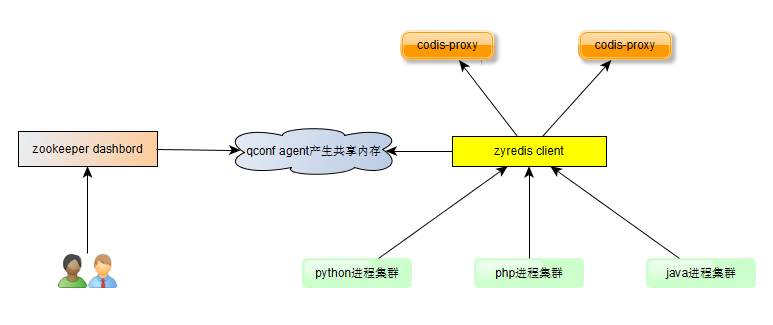 codis-proxy
codis-proxy
zookeeper dashbord
qconf agent产生共享内存
zyredis client
python进程集群
php进程集群
java进程集群